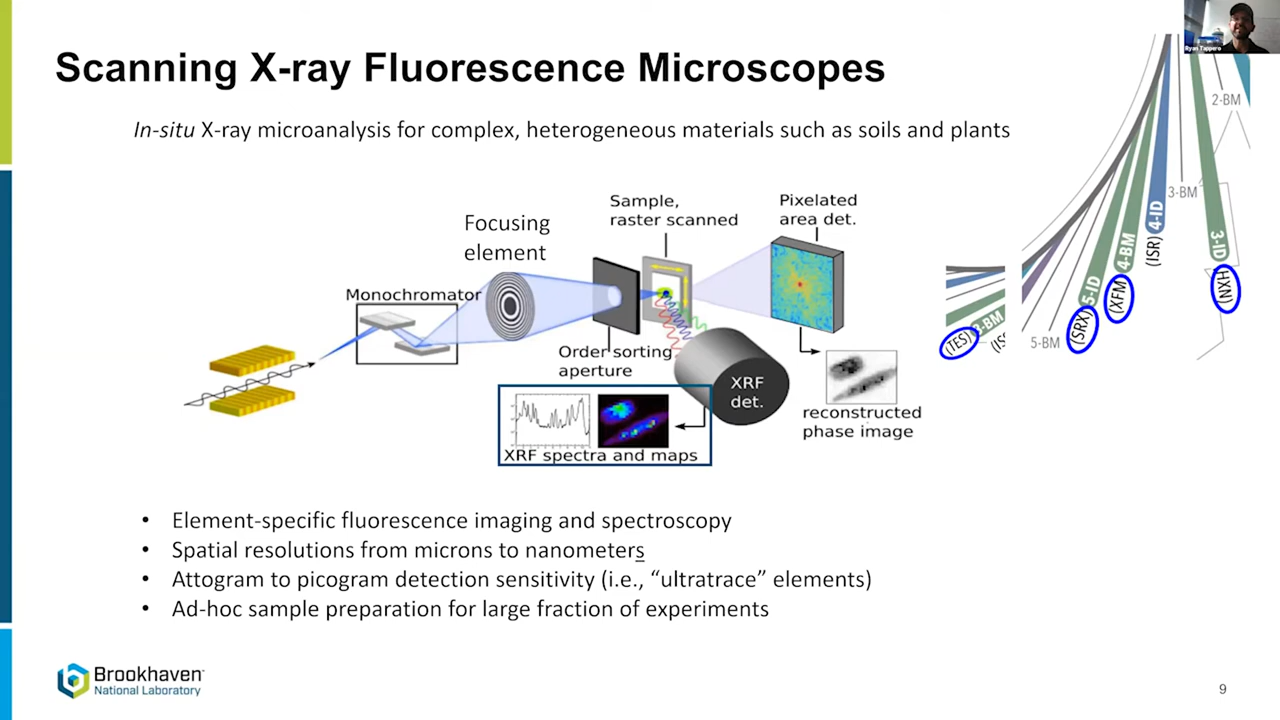 Ryan Tappero
Scanning X-ray Fluorescence Microscopes
In-situ X-ray microanalysis for complex, heterogeneous materials such as soils and plants
Focusing
element
Sample,
raster scanned
Pixelated
area det.
Monochromator
Order sorting
aperture
XRF
det.
XRF spectra and maps
reconstructed
phase image
2-BM
3-BM
3-ID
(HXN)
4-ID
(ISR)
4-BM
(XFM)
5-ID
(SRX)
5-BM
8-BM
(TES)
• Element-specific fluorescence imaging and spectroscopy
• Spatial resolutions from microns to nanometers
• Attogram to picogram detection sensitivity (i.e., “ultratrace” elements)
• Ad-hoc sample preparation for large fraction of experiments
Brookhaven
National Laboratory
9